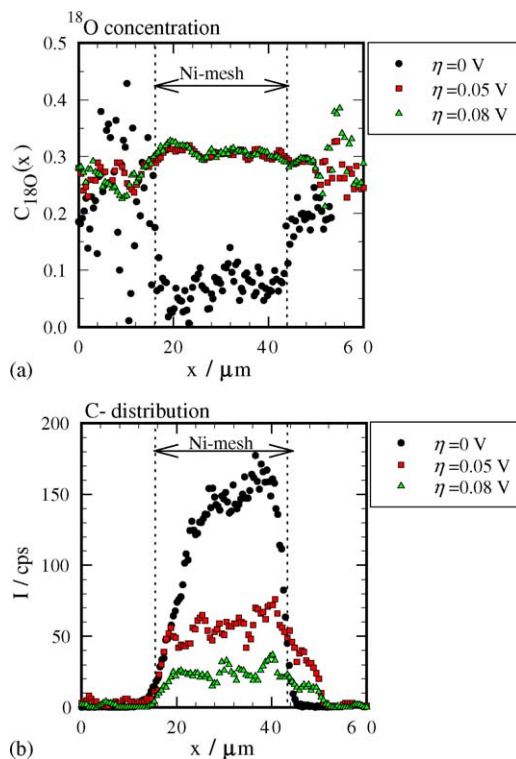 18O concentration
Ni-mesh
η=0 V
η=0.05 V
η=0.08 V
C18O(x)
0.5
0.4
0.3
0.2
0.1
0.0
0 20 40 6 0
x / μm
(a)
C- distribution
Ni-mesh
η=0 V
η=0.05 V
η=0.08 V
I / cps
200
150
100
50
0
0 20 40 6 0
x / μm
(b)